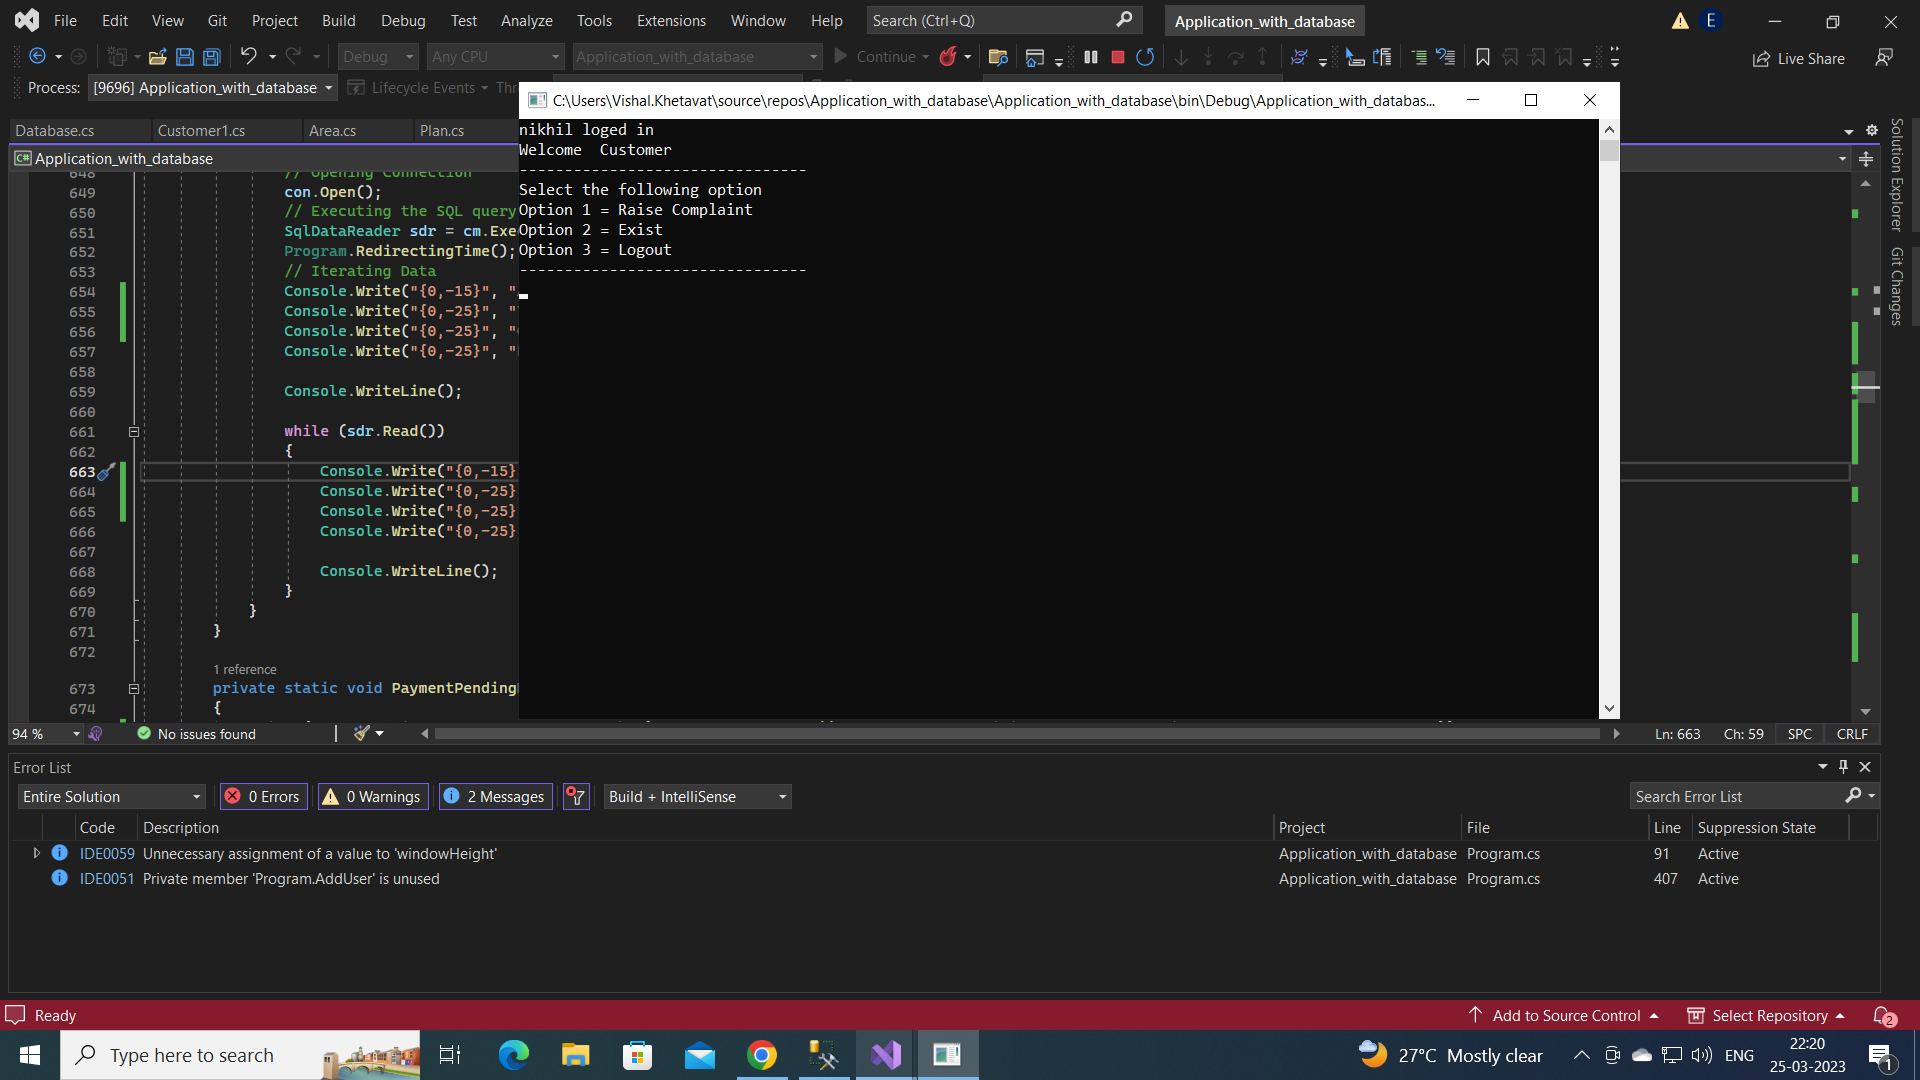 File Edit View Git Project Build Debug Test Analyze Tools Extensions Window Help Search (Ctrl+Q) Application_with_database E
Debug Any CPU Application_with_database Continue Live Share
Process: [9696] Application_with_database Lifecycle Events
C:\Users\Vishal.Khetavat\source\repos\Application_with_database\Application_with_database\bin\Debug\Application_with_databas...
Database.cs Customer1.cs Area.cs Plan.cs
Application_with_database
nikhil loged in
Welcome  Customer
--------------------------------
Select the following option
Option 1 = Raise Complaint
Option 2 = Exist
Option 3 = Logout
--------------------------------
648 // Opening Connection
649 con.Open();
650 // Executing the SQL query
651 SqlDataReader sdr = cm.Exe
652 Program.RedirectingTime();
653 // Iterating Data
654 Console.Write("{0,-15}", "
655 Console.Write("{0,-25}", "
656 Console.Write("{0,-25}", "
657 Console.Write("{0,-25}", "
658
659 Console.WriteLine();
660
661 while (sdr.Read())
662 {
663 Console.Write("{0,-15}
664 Console.Write("{0,-25}
665 Console.Write("{0,-25}
666 Console.Write("{0,-25}
667
668 Console.WriteLine();
669 }
670 }
671 }
672
1 reference
673 private static void PaymentPending
674 {
Solution Explorer
Git Changes
94 % No issues found Ln: 663 Ch: 59 SPC CRLF
Error List
Entire Solution 0 Errors 0 Warnings 2 Messages Build + IntelliSense Search Error List
Code Description Project File Line Suppression State
IDE0059 Unnecessary assignment of a value to 'windowHeight' Application_with_database Program.cs 91 Active
IDE0051 Private member 'Program.AddUser' is unused Application_with_database Program.cs 407 Active
Ready Add to Source Control Select Repository 2
Type here to search 27°C Mostly clear ENG 22:20 1
25-03-2023